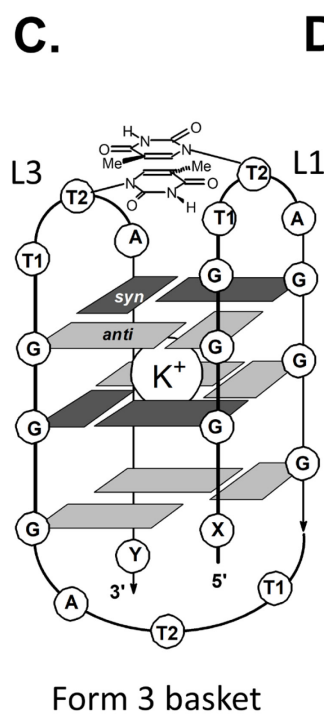 C.
D
H
N
O
O
N
Me
Me
N
O
O
N
H
L3
L1
T2
T2
T1
A
T1
A
G
G
syn
G
anti
G
G
K+
G
G
G
G
G
X
Y
3'
5'
A
T1
T2
Form 3 basket